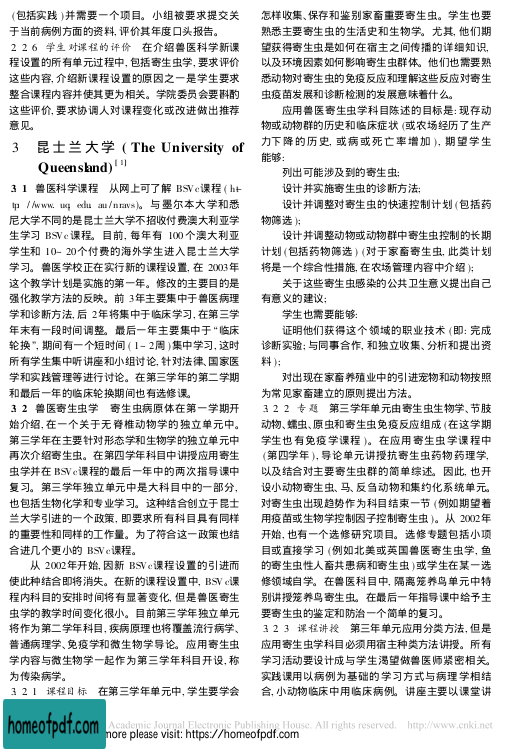 (包括实践 )并需要一个项目。小组被要求提交关
于当前病方面的资料, 评价其年度口头报告。
2 2 6 学生对课程的评价 在介绍兽医科学新课
程设置的所有单元过程中, 包括寄生虫学, 要求评价
这些内容, 介绍新课程设置的原因之一是学生要求
整合课程内容并使其更为相关。学院委员会要斟酌
这些评价, 要求协调人对课程变化或改进做出推荐
意见。
3 昆士兰大学 ( The University of
Queensland) [ 1]
3 1 兽医科学课程 从网上可了解 BSVc课程 ( ht-
tp: / /www. uq. edu. au /nravs)。与墨尔本大学和悉
尼大学不同的是昆士兰大学不招收付费澳大利亚学
生学习 BSVc 课程。目前, 每年有 100 个澳大利亚
学生和 10~ 20个付费的海外学生进入昆士兰大学
学习。兽医学校正在实行新的课程设置, 在 2003年
这个教学计划是实施的第一年。修改的主要目的是
强化教学方法的反映。前 3年主要集中于兽医病理
学和诊断方法, 后 2年将集中于临床学习, 在第三学
年末有一段时间调整。最后一年主要集中于 “临床
轮换”, 期间有一个短时间 ( 1~ 2周 )集中学习, 这时
所有学生集中听讲座和小组讨论, 针对法律、国家医
学和实践管理等进行讨论。在第三学年的第二学期
和最后一年的临床轮换期间也有选修课。
3 2 兽医寄生虫学 寄生虫病原体在第一学期开
始介绍, 在一个关于无脊椎动物学的独立单元中。
第三学年在主要针对形态学和生物学的独立单元中
再次介绍寄生虫。在第四学年科目中讲授应用寄生
虫学并在 BSVc课程的最后一年中的两次指导课中
复习。第三学年独立单元中是大科目中的一部分,
也包括生物化学和专业学习。这种结合创立于昆士
兰大学引进的一个政策, 即要求所有科目具有同样
的重要性和同样的工作量。为了符合这一政策也结
合进几个更小的 BSVc课程。
从 2002年开始, 因新 BSVc课程设置的引进而
使此种结合即将消失。在新的课程设置中, BSVc课
程内科目的安排时间将有显著变化, 但是兽医寄生
虫学的教学时间变化很小。目前第三学年独立单元
将作为第二学年科目, 疾病原理也将覆盖流行病学、
普通病理学、免疫学和微生物学导论。应用寄生虫
学内容与微生物学一起作为第三学年科目开设, 称
为传染病学。
3 2 1 课程目标 在第三学年单元中, 学生要学会
怎样收集、保存和鉴别家畜重要寄生虫。学生也要
熟悉主要寄生虫的生活史和生物学。尤其, 他们期
望获得寄生虫是如何在宿主之间传播的详细知识,
以及环境因素如何影响寄生虫群体。他们也需要熟
悉动物对寄生虫的免疫反应和理解这些反应对寄生
虫疫苗发展和诊断检测的发展意味着什么。
应用兽医寄生虫学科目陈述的目标是: 现存动
物或动物群的历史和临床症状 (或农场经历了生产
力下降的历史, 或病或死亡率增加 ), 期望学生
能够:
列出可能涉及到的寄生虫;
设计并实施寄生虫的诊断方法;
设计并调整对寄生虫的快速控制计划 (包括药
物筛选 );
设计并调整动物或动物群中寄生虫控制的长期
计划 (包括药物筛选 ) (对于家畜寄生虫, 此类计划
将是一个综合性措施, 在农场管理内容中介绍 );
关于这些寄生虫感染的公共卫生意义提出自己
有意义的建议;
学生也需要能够:
证明他们获得这个领域的职业技术 (即: 完成
诊断实验; 与同事合作, 和独立收集、分析和提出资
料 );
对出现在家畜养殖业中的引进宠物和动物按照
为常见家畜建立的原则提出方法。
3 2 2 专题 第三学年单元由寄生虫生物学、节肢
动物、蠕虫、原虫和寄生虫免疫反应组成 (在这学期
学生也有免疫学课程 )。在应用寄生虫学课程中
(第四学年 ), 导论单元讲授抗寄生虫药物药理学,
以及结合对主要寄生虫群的简单综述。因此, 也开
设小动物寄生虫、马、反刍动物和集约化系统单元。
对寄生虫出现趋势作为科目结束一节 (例如期望着
用疫苗或生物学控制因子控制寄生虫 )。从 2002年
开始, 也有一个选修研究项目。选修专题包括小项
目或直接学习 (例如北美或英国兽医寄生虫学, 鱼
的寄生虫性人畜共患病和寄生虫 )或学生在某一选
修领域自学。在兽医科目中, 隔离笼养鸟单元中特
别讲授笼养鸟寄生虫。在最后一年指导课中给予主
要寄生虫的鉴定和防治一个简单的复习。
3 2 3 课程讲授 第三年单元应用分类方法, 但是
应用寄生虫学科目必须用宿主种类方法讲授。所有
学习活动要设计成与学生渴望做兽医师紧密相关。
实践课用以病例为基础的学习方式与病理学相结
合, 小动物临床中用临床病例。讲座主要以课堂讲
Academic Journal Electronic Publishing House. All rights reserved. http://www.cnki.net
homeofpdf.com
more please visit: https://homeofpdf.com